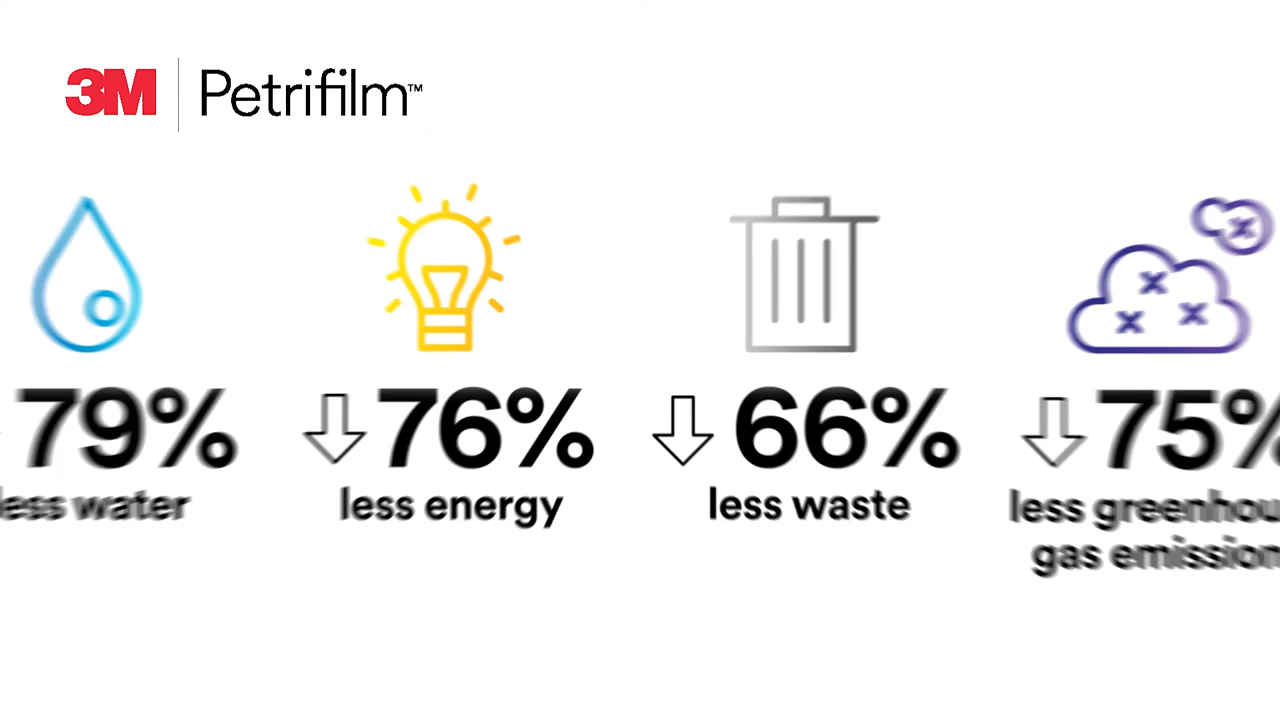 3M Petrifilm™
79% 76% 66% 75%
less water less energy less waste less greenhou
gas emission